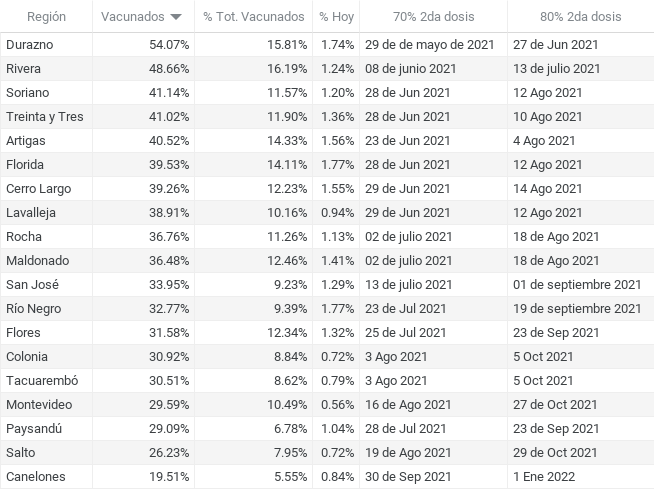 Región Vacunados % Tot. Vacunados % Hoy 70% 2da dosis 80% 2da dosis
Durazno 54.07% 15.81% 1.74% 29 de de mayo de 2021 27 de Jun 2021
Rivera 48.66% 16.19% 1.24% 08 de junio 2021 13 de julio 2021
Soriano 41.14% 11.57% 1.20% 28 de Jun 2021 12 Ago 2021
Treinta y Tres 41.02% 11.90% 1.36% 28 de Jun 2021 10 Ago 2021
Artigas 40.52% 14.33% 1.56% 23 de Jun 2021 4 Ago 2021
Florida 39.53% 14.11% 1.77% 28 de Jun 2021 12 Ago 2021
Cerro Largo 39.26% 12.23% 1.55% 29 de Jun 2021 14 Ago 2021
Lavalleja 38.91% 10.16% 0.94% 29 de Jun 2021 12 Ago 2021
Rocha 36.76% 11.26% 1.13% 02 de julio 2021 18 de Ago 2021
Maldonado 36.48% 12.46% 1.41% 02 de julio 2021 18 de Ago 2021
San José 33.95% 9.23% 1.29% 13 de julio 2021 01 de septiembre 2021
Río Negro 32.77% 9.39% 1.77% 23 de Jul 2021 19 de septiembre 2021
Flores 31.58% 12.34% 1.32% 25 de Jul 2021 23 de Sep 2021
Colonia 30.92% 8.84% 0.72% 3 Ago 2021 5 Oct 2021
Tacuarembó 30.51% 8.62% 0.79% 3 Ago 2021 5 Oct 2021
Montevideo 29.59% 10.49% 0.56% 16 de Ago 2021 27 de Oct 2021
Paysandú 29.09% 6.78% 1.04% 28 de Jul 2021 23 de Sep 2021
Salto 26.23% 7.95% 0.72% 19 de Ago 2021 29 de Oct 2021
Canelones 19.51% 5.55% 0.84% 30 de Sep 2021 1 Ene 2022